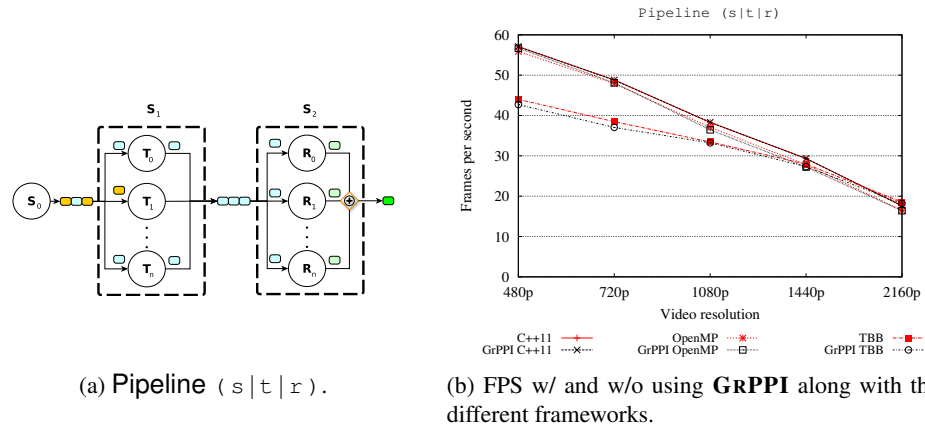 S1
S2
S0
T0
T1
Tn
R0
R1
Rn
+
(a) Pipeline (s|t|r).
Pipeline (s|t|r)
Frames per second
60
50
40
30
20
10
0
480p 720p 1080p 1440p 2160p
Video resolution
C++11 OpenMP TBB
GrPPI C++11 GrPPI OpenMP GrPPI TBB
(b) FPS w/ and w/o using GRPPI along with th
different frameworks.